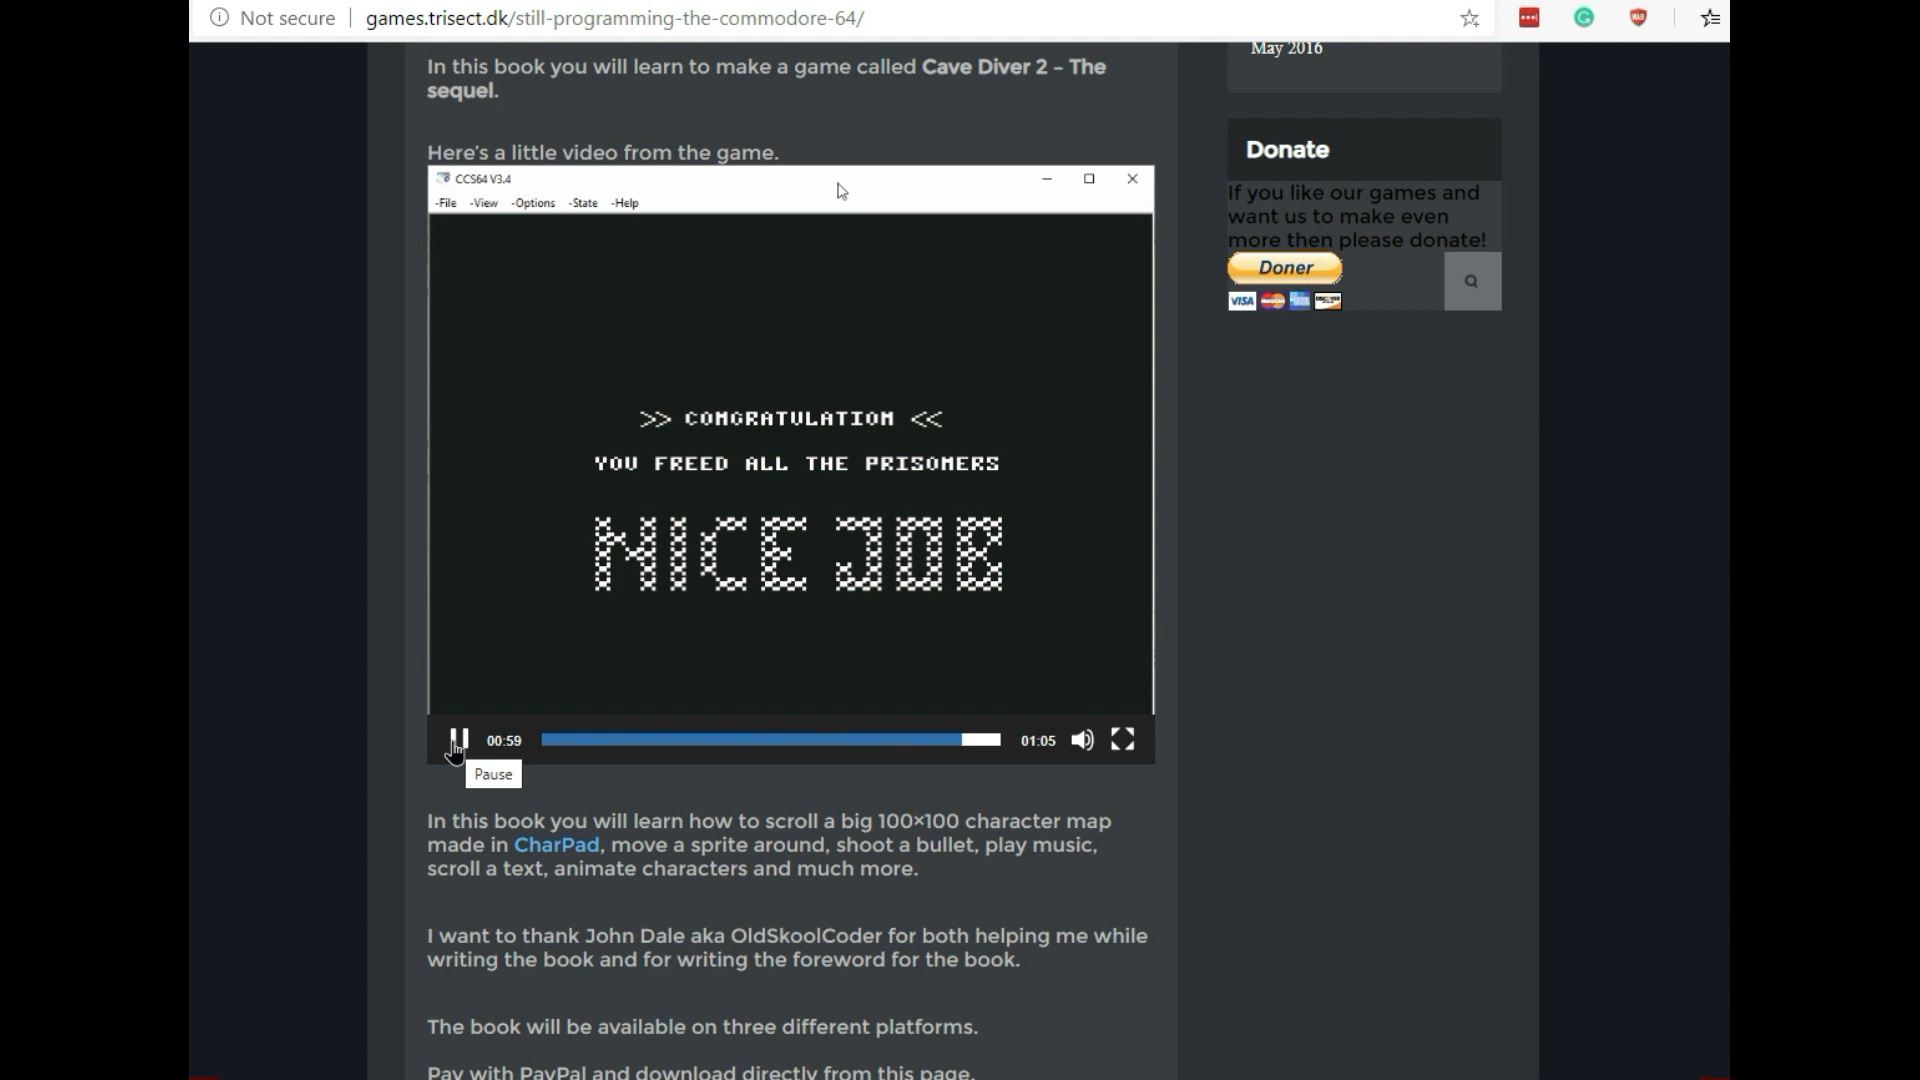 Not secure
games.trisect.dk/still-programming-the-commodore-64/
May 2016
In this book you will learn to make a game called Cave Diver 2 – The
sequel.
Here's a little video from the game.
CCS64 V3.4
-File -View -Options -State -Help
>> CONGRATULATION <<
YOU FREED ALL THE PRISONERS
NICE JOB
00:59
01:05
Pause
In this book you will learn how to scroll a big 100×100 character map
made in CharPad, move a sprite around, shoot a bullet, play music,
scroll a text, animate characters and much more.
I want to thank John Dale aka OldSkoolCoder for both helping me while
writing the book and for writing the foreword for the book.
The book will be available on three different platforms.
Pay with PayPal and download directly from this page.
Donate
If you like our games and
want us to make even
more then please donate!
Doner
VISA